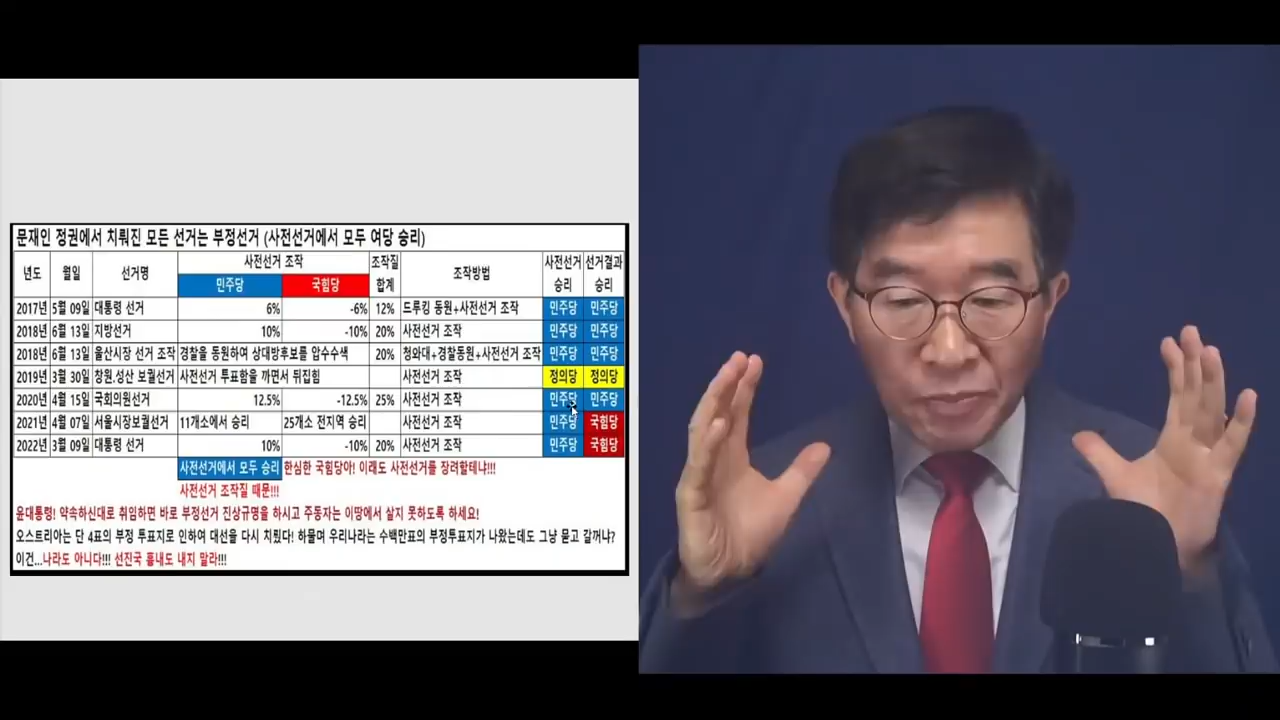 문재인 정권에서 치뤄진 모든 선거는 부정선거 (사전선거에서 모두 여당 승리)
년도 월일 선거명 사전선거 조작 조작질 합계 조작방법 사전선거 승리 선거결과 승리
민주당 국힘당
2017년 5월 09일 대통령 선거 6% -6% 12% 드루킹 동원+사전선거 조작 민주당 민주당
2018년 6월 13일 지방선거 10% -10% 20% 사전선거 조작 민주당 민주당
2018년 6월 13일 울산시장 선거 조작 경찰을 동원하여 상대방후보를 압수수색 20% 청와대+경찰동원+사전선거 조작 민주당 민주당
2019년 3월 30일 창원.성산 보궐선거 사전선거 투표함을 까면서 뒤집힘 사전선거 조작 정의당 정의당
2020년 4월 15일 국회의원선거 12.5% -12.5% 25% 사전선거 조작 민주당 민주당
2021년 4월 07일 서울시장보궐선거 11개소에서 승리 25개소 전지역 승리 사전선거 조작 민주당 국힘당
2022년 3월 09일 대통령 선거 10% -10% 20% 사전선거 조작 민주당 국힘당
사전선거에서 모두 승리 한심한 국힘당아! 이래도 사전선거를 장려할테냐!!!
사전선거 조작질 때문!!!
윤대통령! 약속하신대로 취임하면 바로 부정선거 진상규명을 하시고 주동자는 이땅에서 살지 못하도록 하세요!
오스트리아는 단 4표의 부정 투표지로 인하여 대선을 다시 치뤘다! 하물며 우리나라는 수백만표의 부정투표지가 나왔는데도 그냥 묻고 갈꺼냐?
이건...나라도 아니다!!! 선진국 흉내도 내지 말라!!!